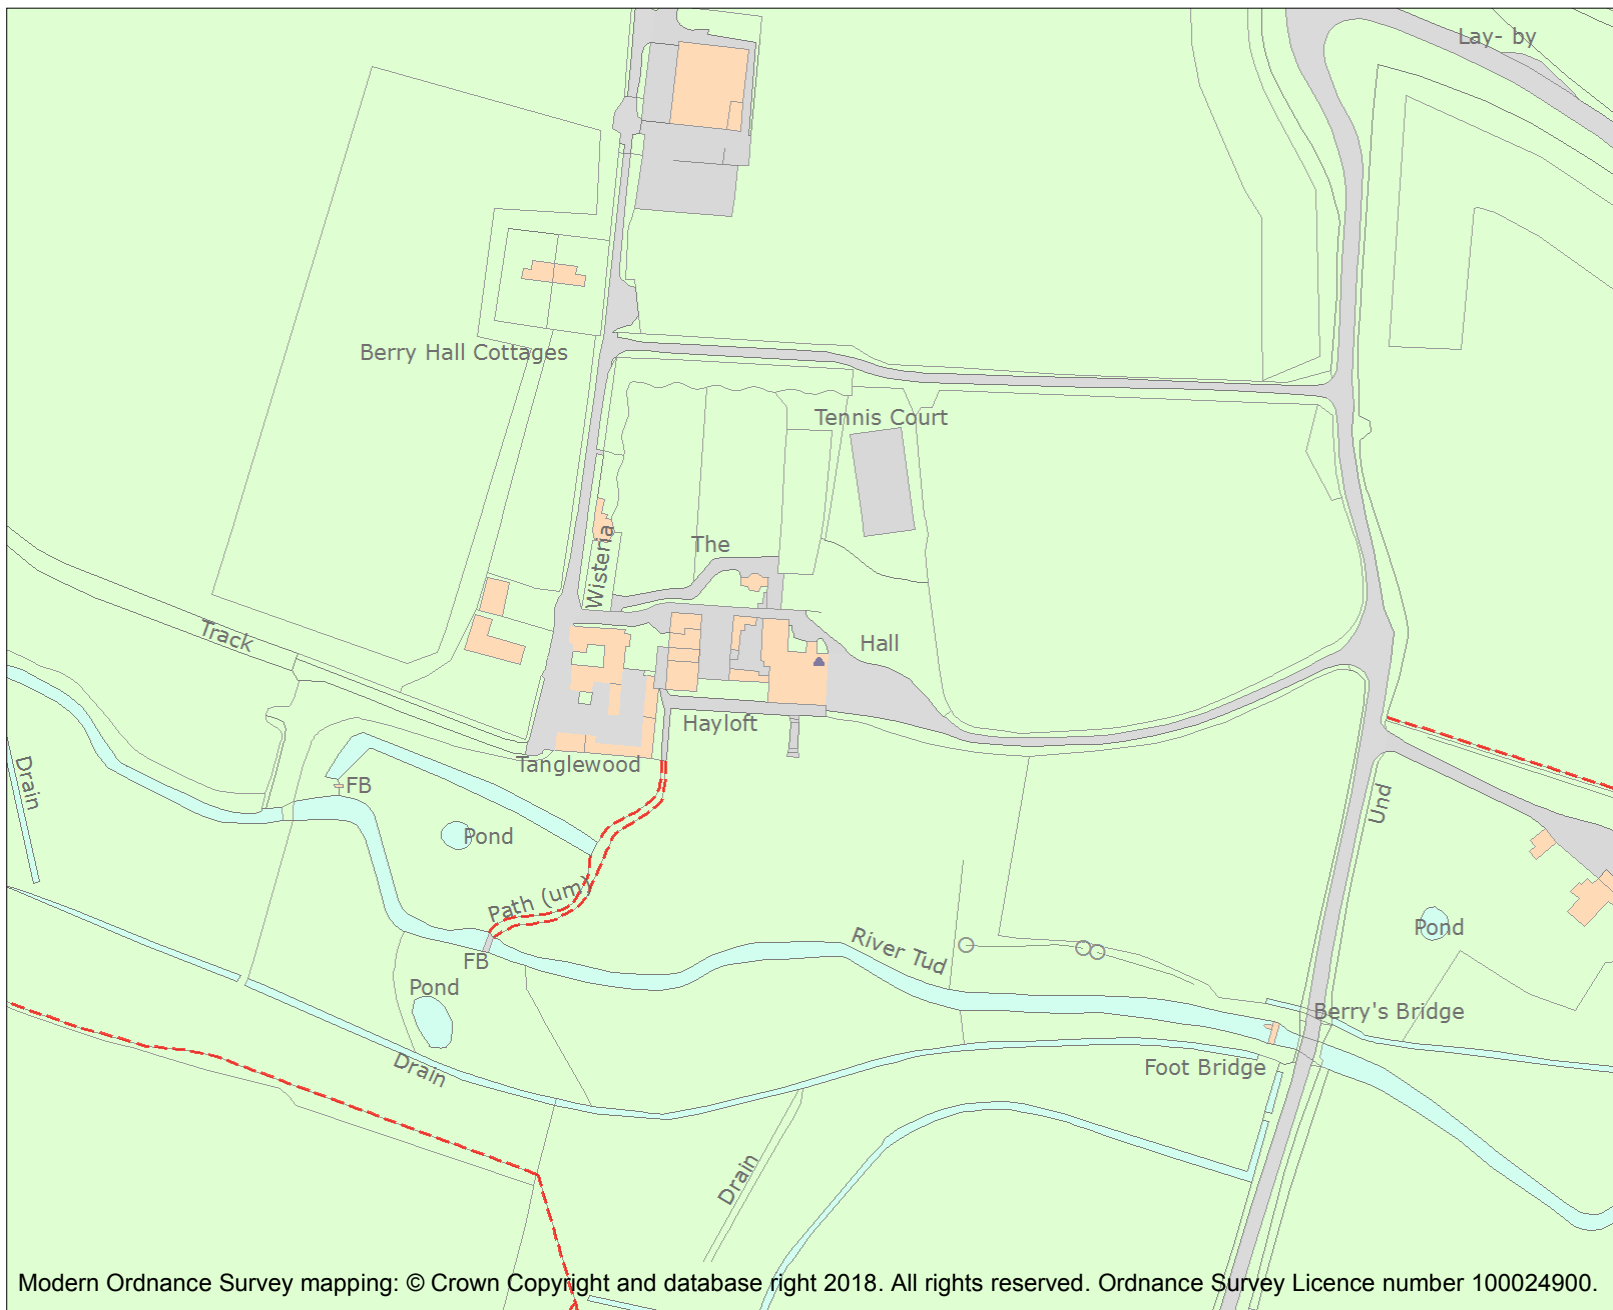 Lay- by
Berry Hall Cottages
Tennis Court
The
Wisteria
Track
Hall
Hayloft
Tanglewood
Drain
FB
Und
Pond
Path (um)
Pond
River Tud
FB
Pond
Berry's Bridge
Drain
Foot Bridge
Drain
Modern Ordnance Survey mapping: © Crown Copyright and database right 2018. All rights reserved. Ordnance Survey Licence number 100024900.